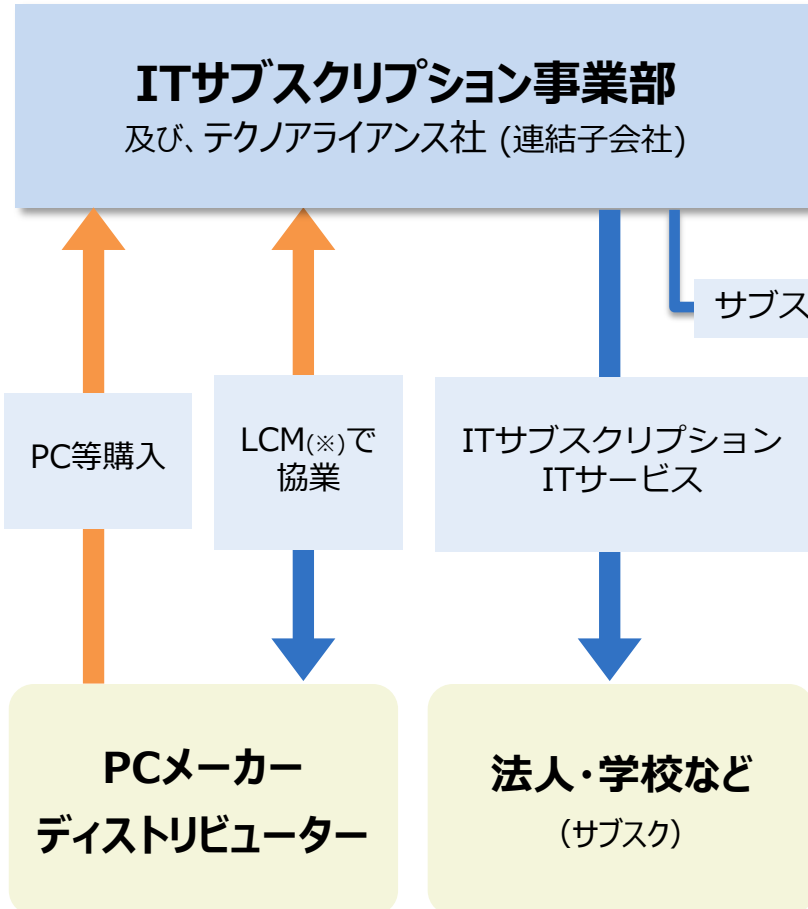 ITサブスクリプション事業部
及び、テクノアライアンス社 (連結子会社)
サブス
PC等購入
LCM(※)で
協業
ITサブスクリプション
ITサービス
PCメーカー
ディストリビューター
法人・学校など
(サブスク)